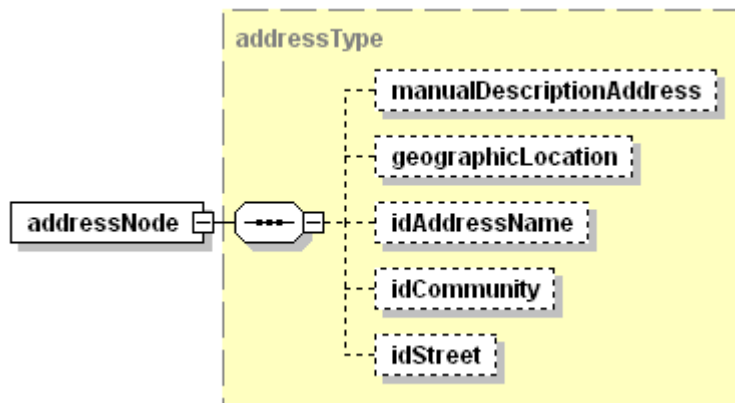 addressType
manualDescriptionAddress
geographicLocation
addressNode
idAddressName
idCommunity
idStreet